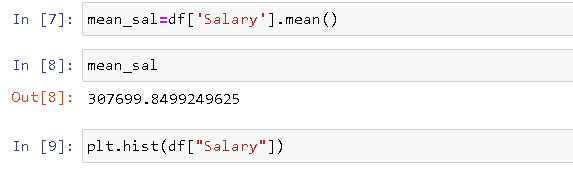 In [7]: mean_sal=df['Salary'].mean()
In [8]: mean_sal
Out[8]: 307699.8499249625
In [9]: plt.hist(df["Salary"])